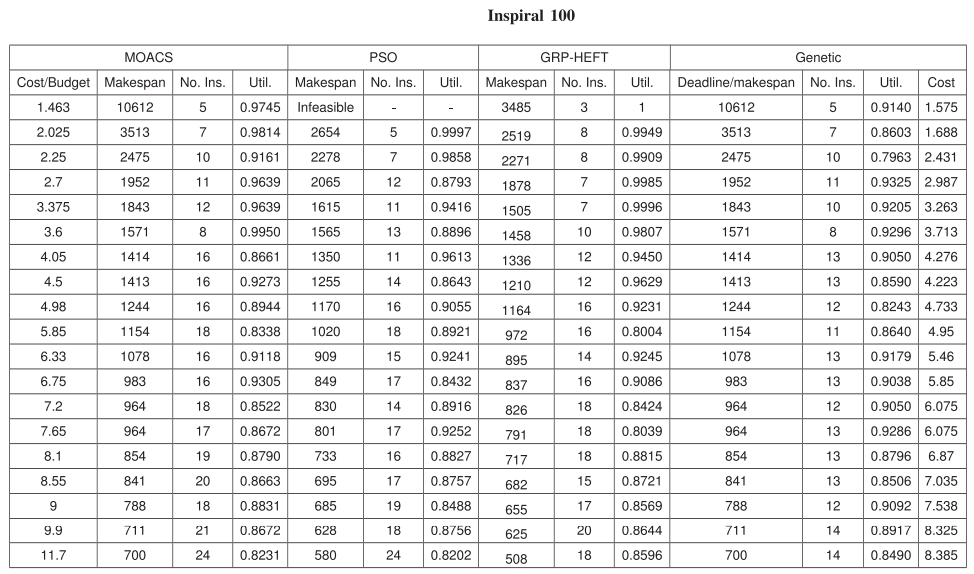 Inspiral 100
MOACS PSO GRP-HEFT Genetic
Cost/Budget Makespan No. Ins. Util. Makespan No. Ins. Util. Makespan No. Ins. Util. Deadline/makespan No. Ins. Util. Cost
1.463 10612 5 0.9745 Infeasible - - 3485 3 1 10612 5 0.9140 1.575
2.025 3513 7 0.9814 2654 5 0.9997 2519 8 0.9949 3513 7 0.8603 1.688
2.25 2475 10 0.9161 2278 7 0.9858 2271 8 0.9909 2475 10 0.7963 2.431
2.7 1952 11 0.9639 2065 12 0.8793 1878 7 0.9985 1952 11 0.9325 2.987
3.375 1843 12 0.9639 1615 11 0.9416 1505 7 0.9996 1843 10 0.9205 3.263
3.6 1571 8 0.9950 1565 13 0.8896 1458 10 0.9807 1571 8 0.9296 3.713
4.05 1414 16 0.8661 1350 11 0.9613 1336 12 0.9450 1414 13 0.9050 4.276
4.5 1413 16 0.9273 1255 14 0.8643 1210 12 0.9629 1413 13 0.8590 4.223
4.98 1244 16 0.8944 1170 16 0.9055 1164 16 0.9231 1244 12 0.8243 4.733
5.85 1154 18 0.8338 1020 18 0.8921 972 16 0.8004 1154 11 0.8640 4.95
6.33 1078 16 0.9118 909 15 0.9241 895 14 0.9245 1078 13 0.9179 5.46
6.75 983 16 0.9305 849 17 0.8432 837 16 0.9086 983 13 0.9038 5.85
7.2 964 18 0.8522 830 14 0.8916 826 18 0.8424 964 12 0.9050 6.075
7.65 964 17 0.8672 801 17 0.9252 791 18 0.8039 964 13 0.9286 6.075
8.1 854 19 0.8790 733 16 0.8827 717 18 0.8815 854 13 0.8796 6.87
8.55 841 20 0.8663 695 17 0.8757 682 15 0.8721 841 13 0.8506 7.035
9 788 18 0.8831 685 19 0.8488 655 17 0.8569 788 12 0.9092 7.538
9.9 711 21 0.8672 628 18 0.8756 625 20 0.8644 711 14 0.8917 8.325
11.7 700 24 0.8231 580 24 0.8202 508 18 0.8596 700 14 0.8490 8.385